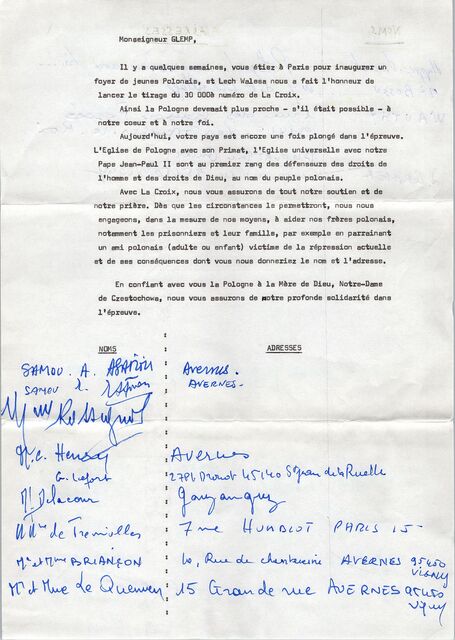 Monseigneur GLEMP,
Il y a quelques semaines, vous étiez à Paris pour inaugurer un
foyer de jeunes Polonais, et Lech Walesa nous a fait l'honneur de
lancer le tirage du 30 000è numéro de La Croix.
Ainsi la Pologne devenait plus proche - s'il était possible - à
notre coeur et à notre foi.
Aujourd'hui, votre pays est encore une fois plongé dans l'épreuve.
L'Eglise de Pologne avec son Primat, l'Eglise universelle avec notre
Pape Jean-Paul II sont au premier rang des défenseurs des droits de
l'homme et des droits de Dieu, au nom du peuple polonais.
Avec La Croix, nous vous assurons de tout notre soutien et de
notre prière. Dès que les circonstances le permettront, nous nous
engageons, dans la mesure de nos moyens, à aider nos frères polonais,
notamment les prisonniers et leur famille, par exemple en parrainant
un ami polonais (adulte ou enfant) victime de la répression actuelle
et de ses conséquences dont vous nous donneriez le nom et l'adresse.
En confiant avec vous la Pologne à la Mère de Dieu, Notre-Dame
de Czestochowa, nous vous assurons de notre profonde solidarité dans
l'épreuve.
NOMS ADRESSES
SAMOU. A. Avernes.
SAMOU AVERNES-
Mme Rossignol
M.C. Henry Avernes
G. Lefort 45140 St Jean de la Ruelle
Delacour
de Tremilles 7 rue HUMBLOT PARIS 15
Mr et Mme BRIANÇON 10, Rue de chantereine AVERNES 95450
VIGNY
Mr et Mme Le Quennec 15 Grande rue AVERNES 95450
Vigny